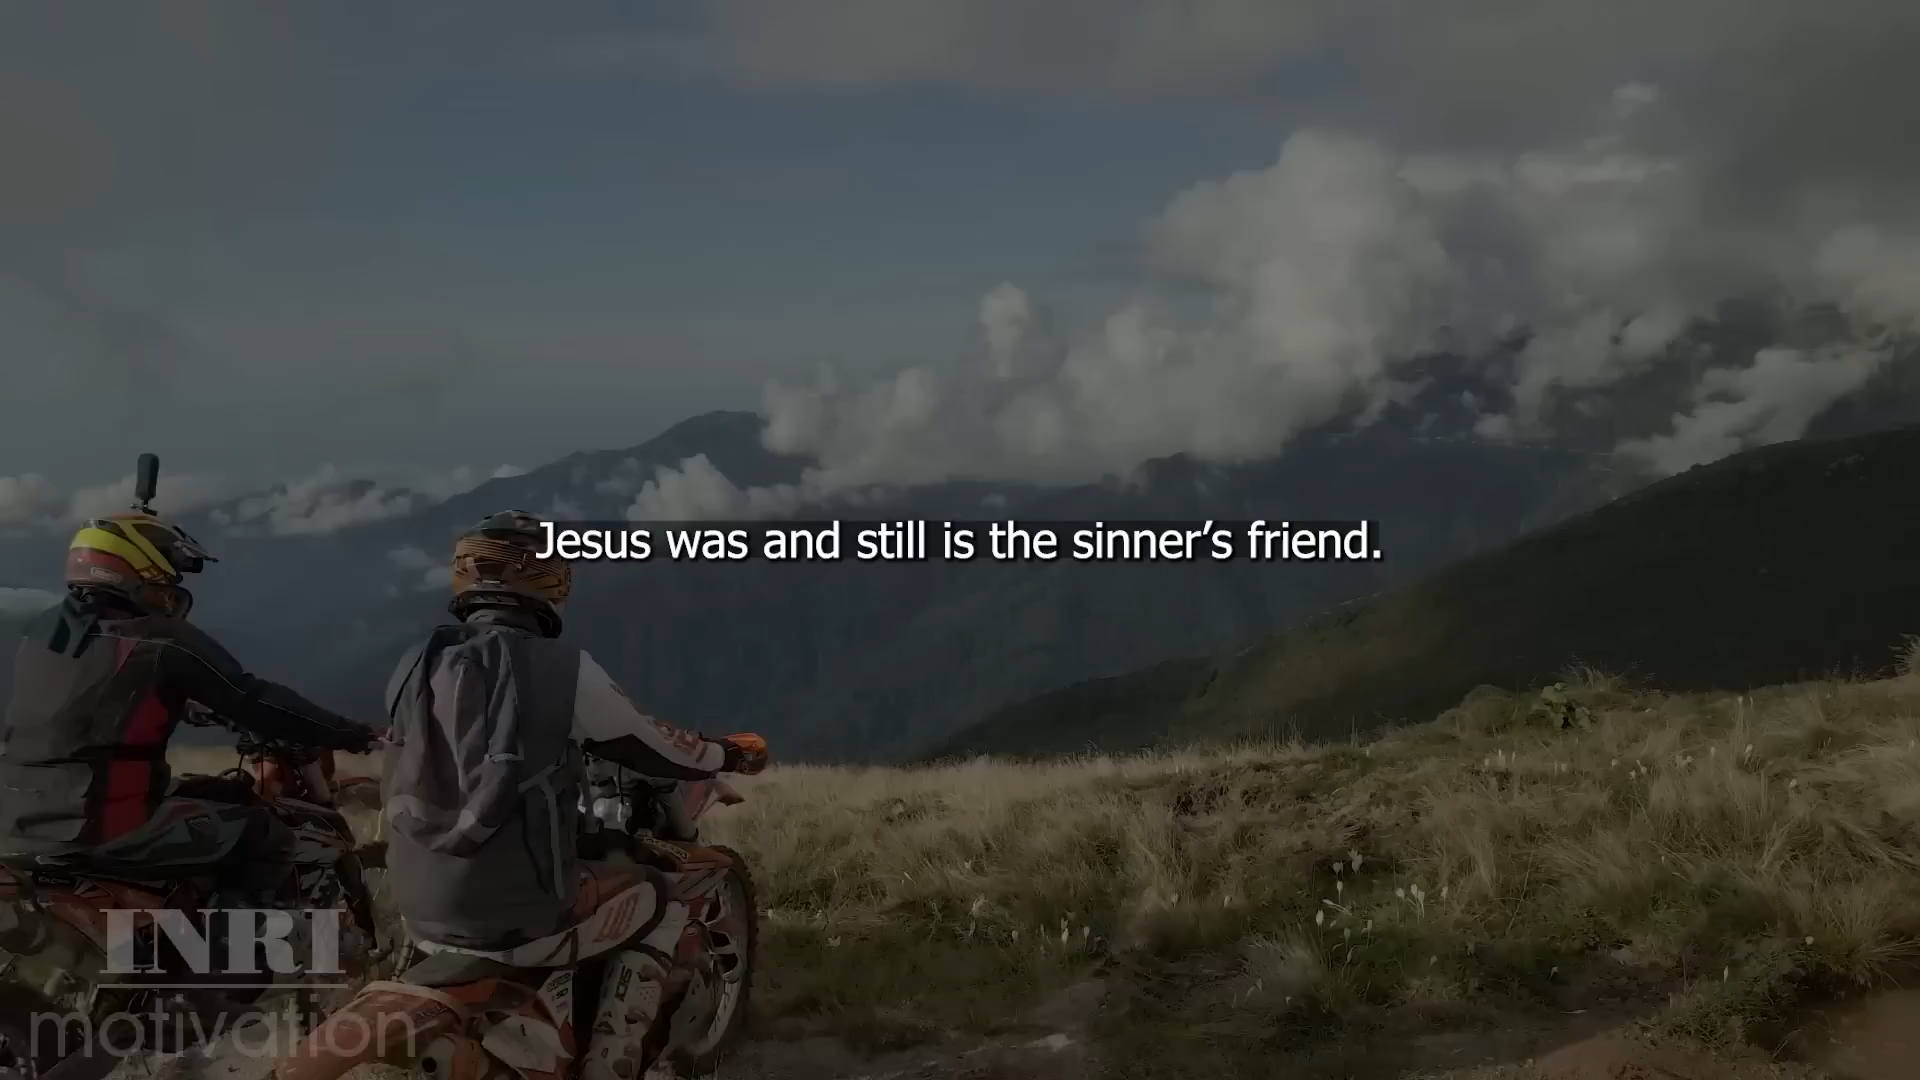 Jesus was and still is the sinner’s friend.
INRI
motivation